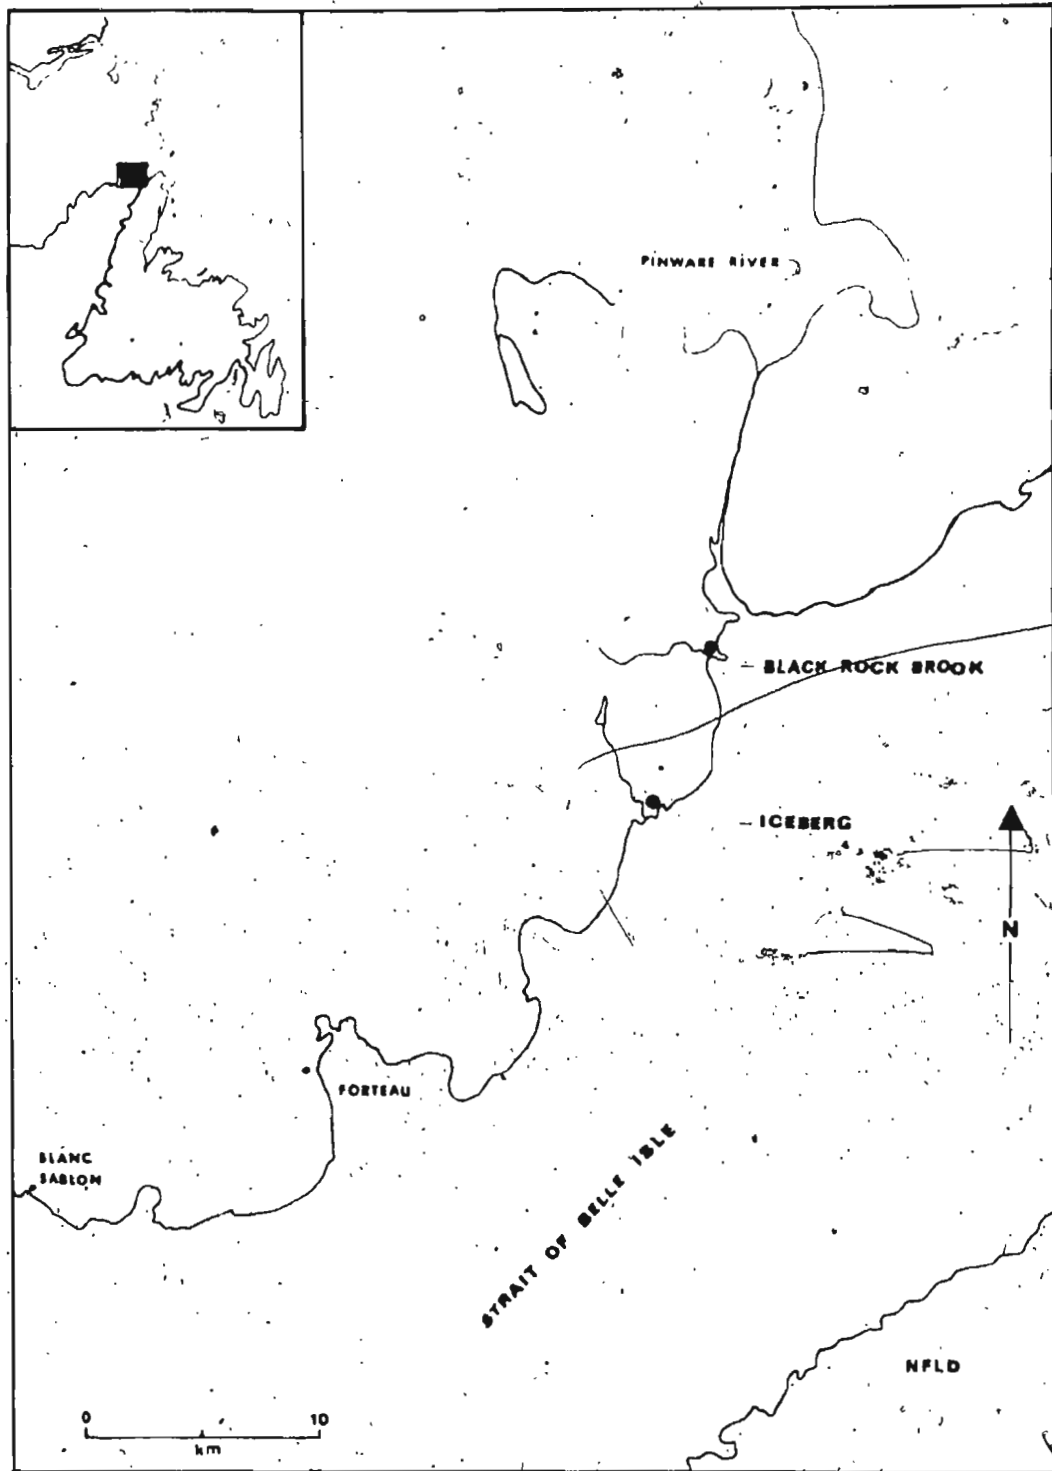 PINWARE RIVER
– BLACK ROCK BROOK
– ICEBERG
N
FORTEAU
BLANC
SABLON
STRAIT OF BELLE ISLE
NFLD
0 10
km